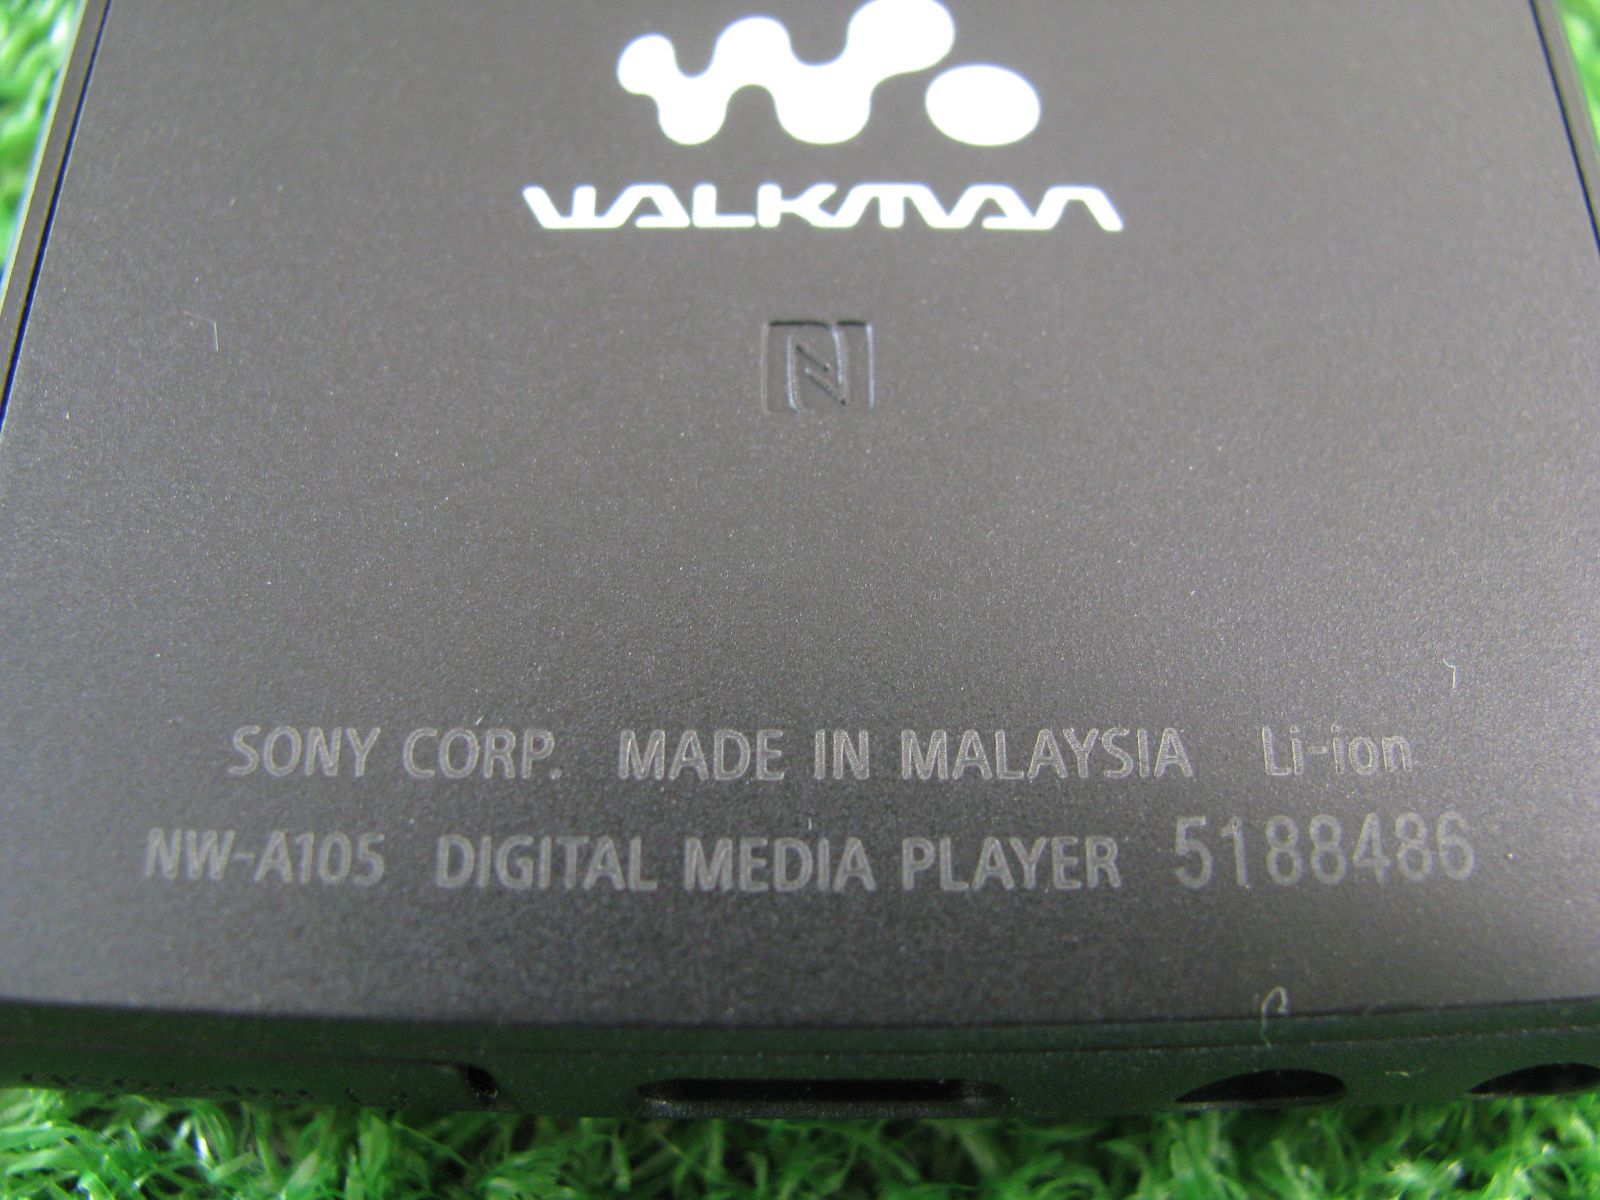 WALKMAN
SONY CORP. MADE IN MALAYSIA Li-ion
NW-A105 DIGITAL MEDIA PLAYER 5188486